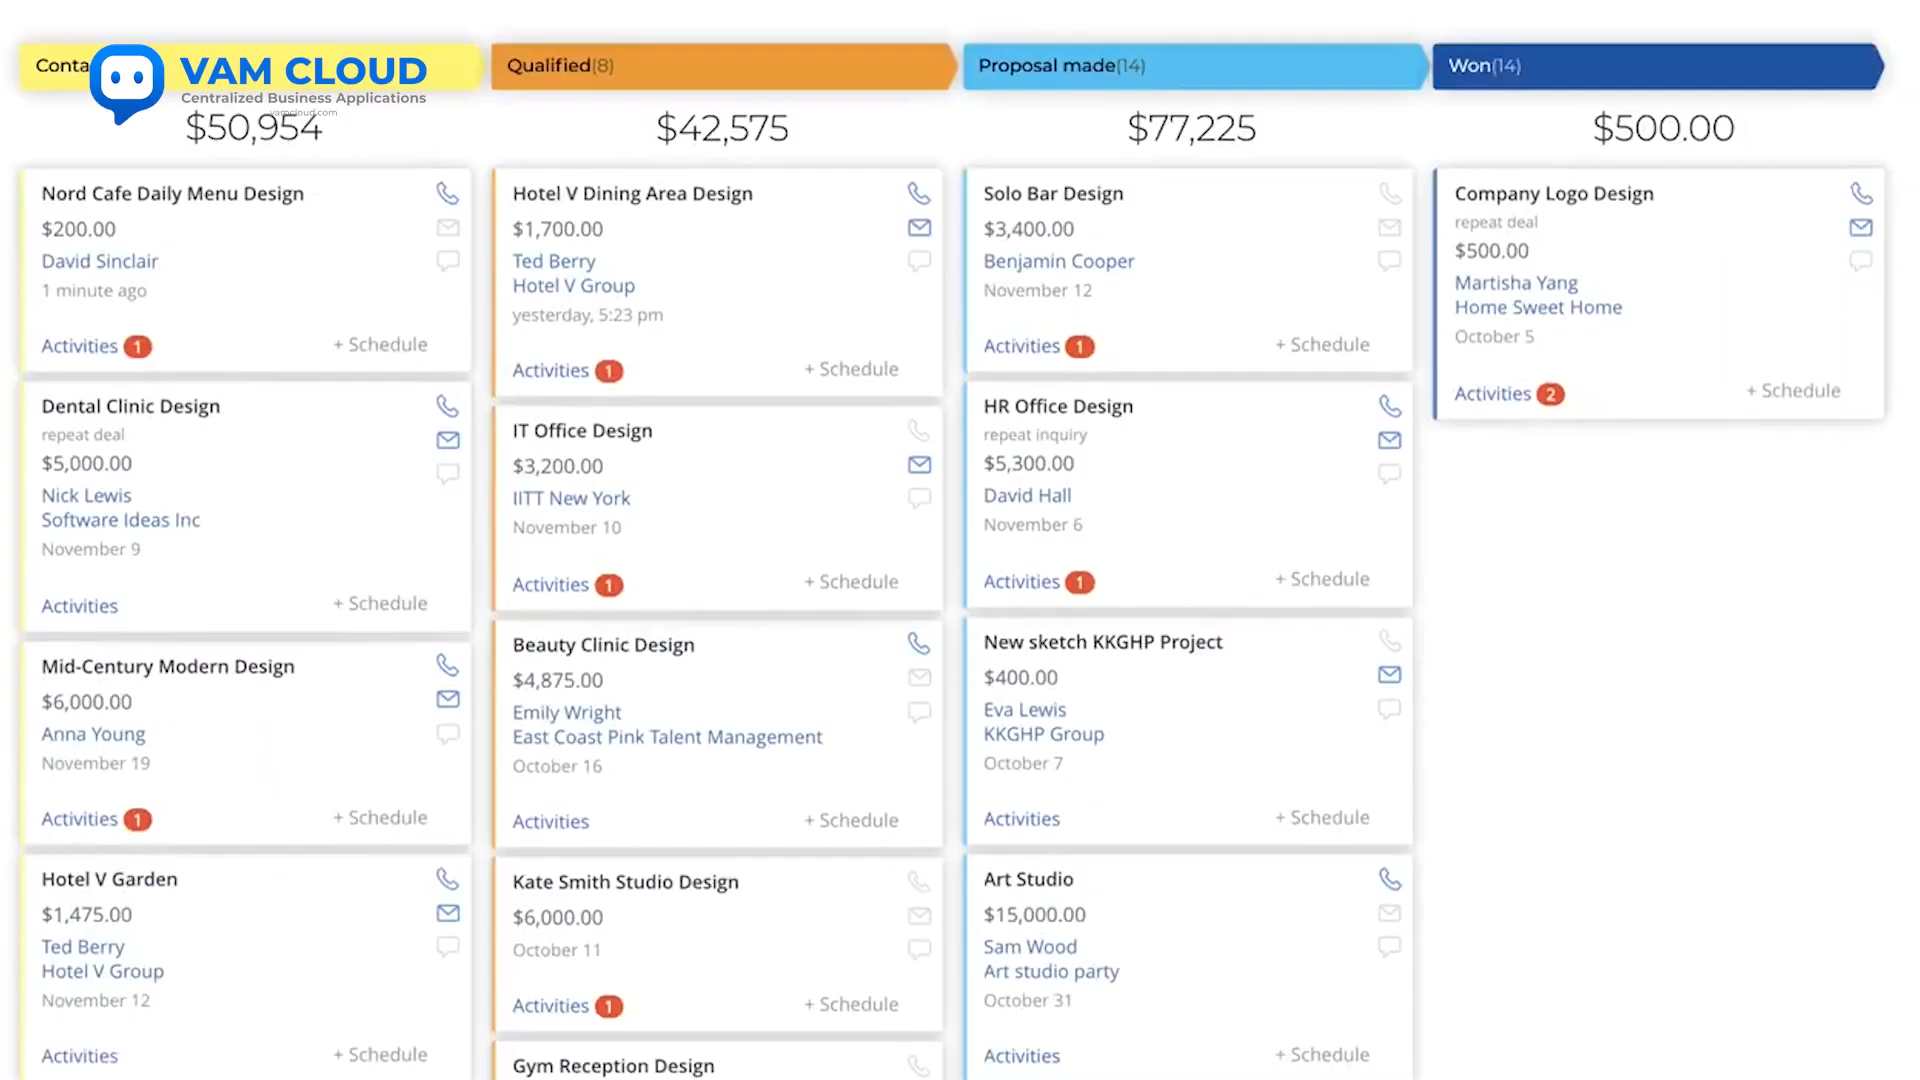 Conta
VAM CLOUD
Centralized Business Applications
vamcloud.com
$50,954
Nord Cafe Daily Menu Design
$200.00
David Sinclair
1 minute ago
Activities 1 + Schedule
Dental Clinic Design
repeat deal
$5,000.00
Nick Lewis
Software Ideas Inc
November 9
Activities + Schedule
Mid-Century Modern Design
$6,000.00
Anna Young
November 19
Activities 1 + Schedule
Hotel V Garden
$1,475.00
Ted Berry
Hotel V Group
November 12
Activities + Schedule
Qualified(8)
$42,575
Hotel V Dining Area Design
$1,700.00
Ted Berry
Hotel V Group
yesterday, 5:23 pm
Activities 1 + Schedule
IT Office Design
$3,200.00
IITT New York
November 10
Activities 1 + Schedule
Beauty Clinic Design
$4,875.00
Emily Wright
East Coast Pink Talent Management
October 16
Activities + Schedule
Kate Smith Studio Design
$6,000.00
October 11
Activities 1 + Schedule
Gym Reception Design
Proposal made(14)
$77,225
Solo Bar Design
$3,400.00
Benjamin Cooper
November 12
Activities 1 + Schedule
HR Office Design
repeat inquiry
$5,300.00
David Hall
November 6
Activities 1 + Schedule
New sketch KKGHP Project
$400.00
Eva Lewis
KKGHP Group
October 7
Activities + Schedule
Art Studio
$15,000.00
Sam Wood
Art studio party
October 31
Activities + Schedule
Won(14)
$500.00
Company Logo Design
repeat deal
$500.00
Martisha Yang
Home Sweet Home
October 5
Activities 2 + Schedule